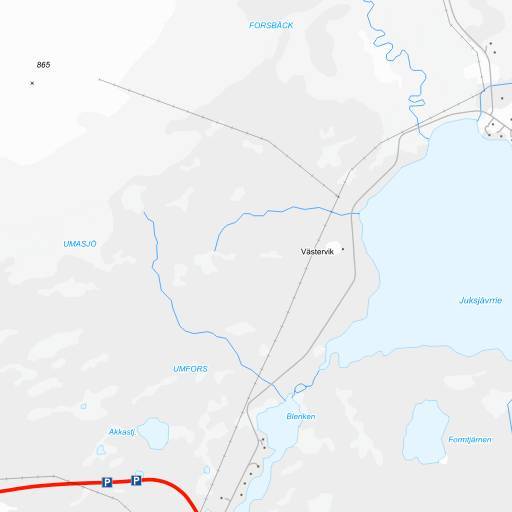 FORSBÄCK
865
UMASJÖ
Västervik
Juksjávrrie
UMFORS
Blenken
Akkastj.
Formtjärnen
P
P